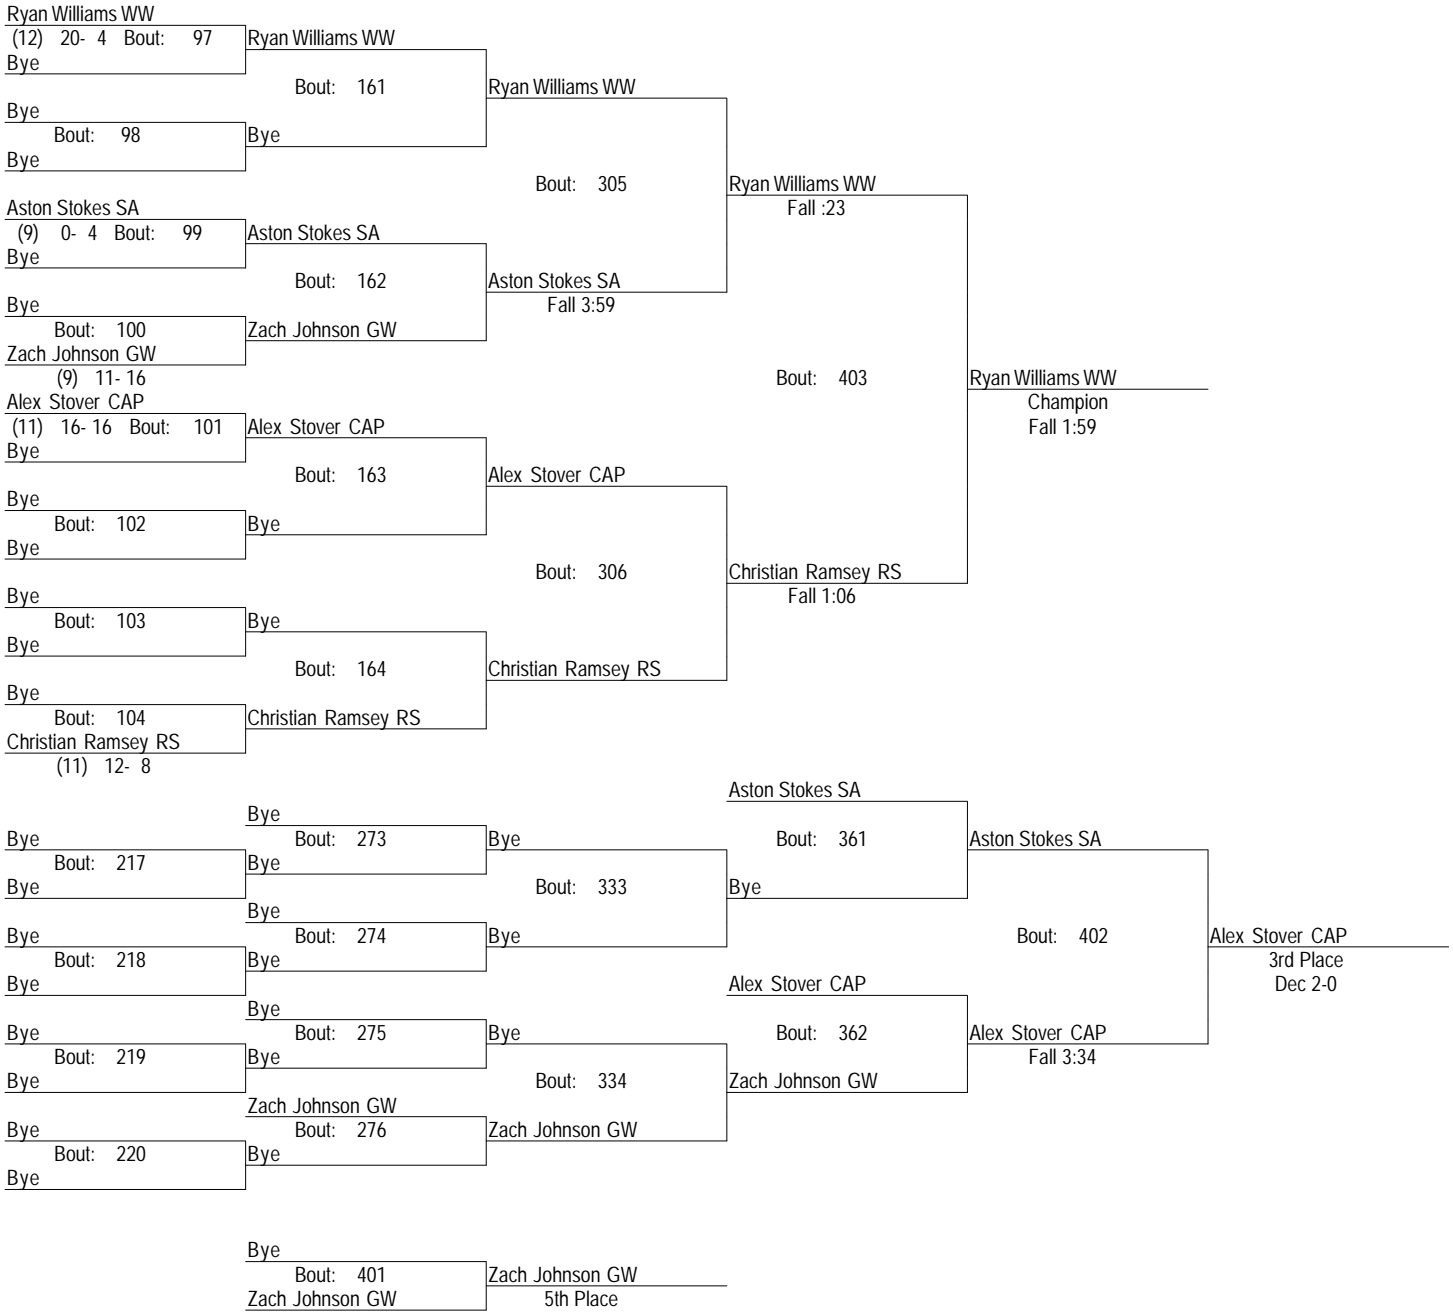 Ryan Williams WW
(12) 20- 4 Bout: 97 Ryan Williams WW
Bye
Bout: 161 Ryan Williams WW
Bye
Bout: 98 Bye
Bye
Bout: 305 Ryan Williams WW
Fall :23
Aston Stokes SA
(9) 0- 4 Bout: 99 Aston Stokes SA
Bye
Bout: 162 Aston Stokes SA
Fall 3:59
Bye
Bout: 100 Zach Johnson GW
Zach Johnson GW
(9) 11- 16
Bout: 403 Ryan Williams WW
Champion
Fall 1:59
Alex Stover CAP
(11) 16- 16 Bout: 101 Alex Stover CAP
Bye
Bout: 163 Alex Stover CAP
Bye
Bout: 102 Bye
Bye
Bout: 306 Christian Ramsey RS
Fall 1:06
Bye
Bout: 103 Bye
Bye
Bout: 164 Christian Ramsey RS
Bye
Bout: 104 Christian Ramsey RS
Christian Ramsey RS
(11) 12- 8
Aston Stokes SA
Bye
Bye Bout: 273 Bye Bout: 361 Aston Stokes SA
Bout: 217 Bye
Bye Bout: 333 Bye
Bye
Bye Bout: 274 Bye Bout: 402 Alex Stover CAP
Bout: 218 Bye 3rd Place
Bye Alex Stover CAP Dec 2-0
Bye
Bye Bout: 275 Bye Bout: 362 Alex Stover CAP
Bout: 219 Bye Fall 3:34
Bye Bout: 334 Zach Johnson GW
Zach Johnson GW
Bye Bout: 276 Zach Johnson GW
Bout: 220 Bye
Bye
Bye
Bout: 401 Zach Johnson GW
Zach Johnson GW 5th Place